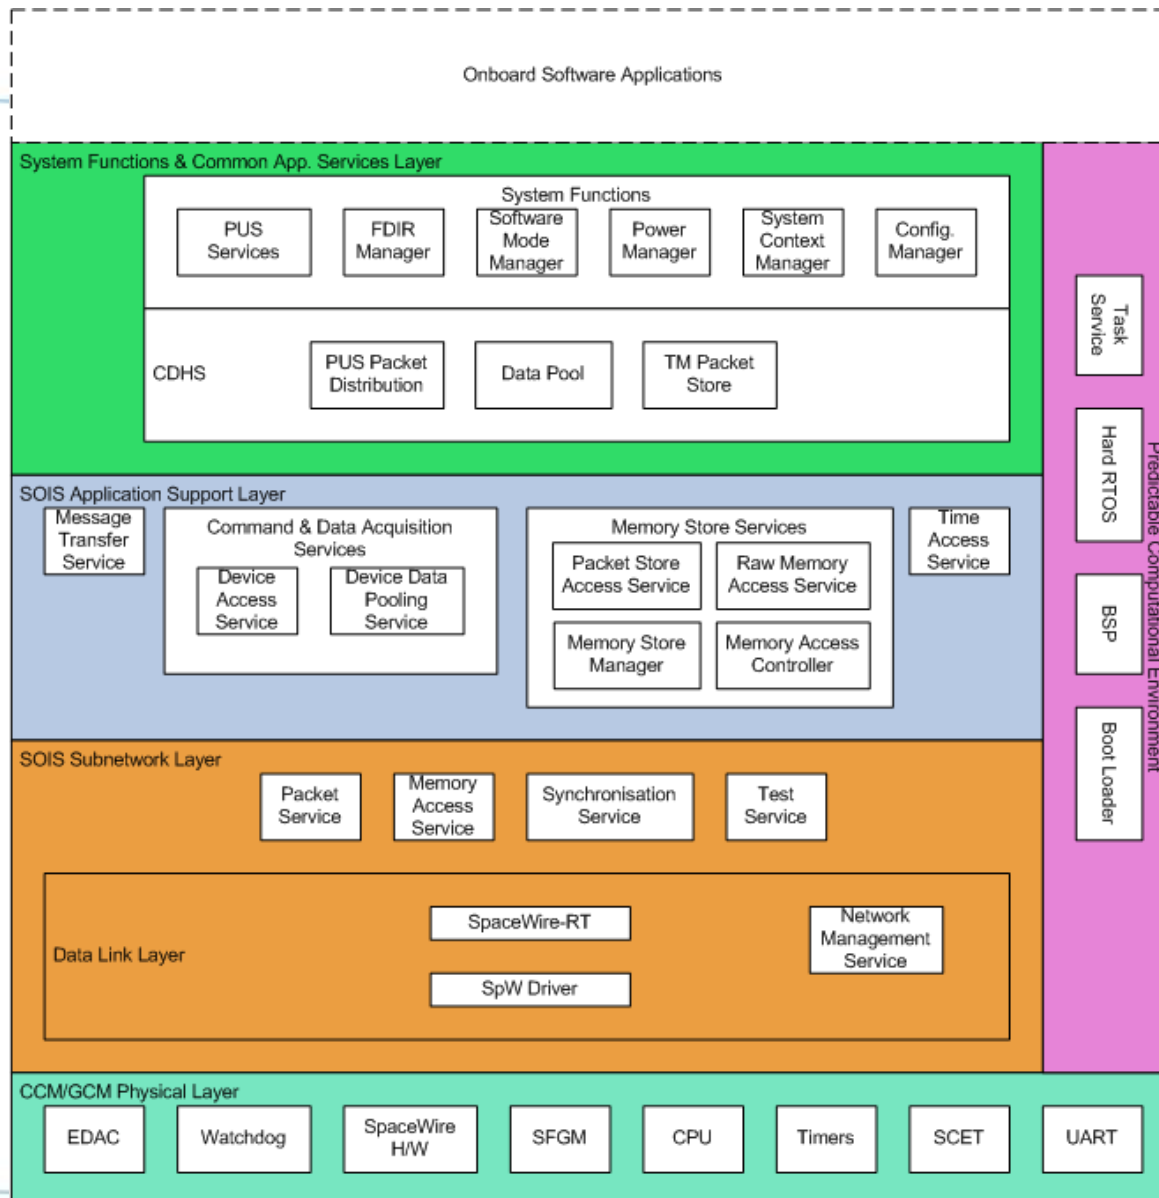 Onboard Software Applications
System Functions & Common App. Services Layer
System Functions
PUS
Services
FDIR
Manager
Software
Mode
Manager
Power
Manager
System
Context
Manager
Config.
Manager
CDHS
PUS Packet
Distribution
Data Pool
TM Packet
Store
SOIS Application Support Layer
Message
Transfer
Service
Command & Data Acquisition
Services
Device
Access
Service
Device Data
Pooling
Service
Memory Store Services
Packet Store
Access Service
Raw Memory
Access Service
Memory Store
Manager
Memory Access
Controller
Time
Access
Service
SOIS Subnetwork Layer
Packet
Service
Memory
Access
Service
Synchronisation
Service
Test
Service
Data Link Layer
SpaceWire-RT
SpW Driver
Network
Management
Service
Predictable Computational Environment
Task
Service
Hard RTOS
BSP
Boot Loader
CCM/GCM Physical Layer
EDAC
Watchdog
SpaceWire
H/W
SFGM
CPU
Timers
SCET
UART